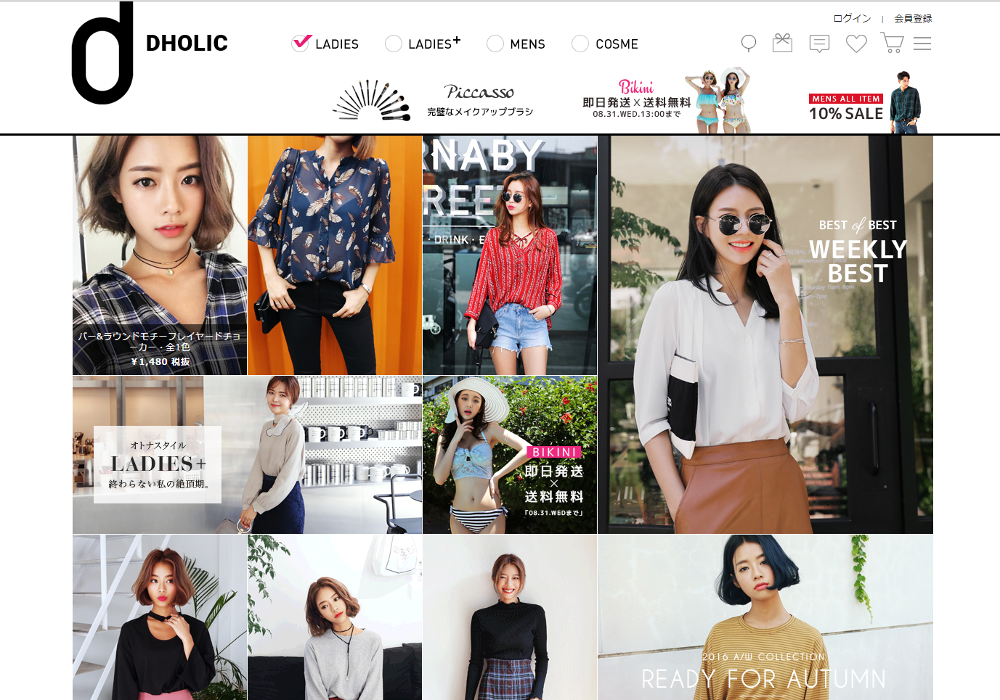 ログイン | 会員登録
DHOLIC
LADIES
LADIES+
MENS
COSME
Piccasso
完璧なメイクアップブラシ
Bikini
即日発送×送料無料
08.31.WED.13:00まで
MENS ALL ITEM
10% SALE
RNABY
REE
· DRINK · E
BEST of BEST
WEEKLY
BEST
バー&ラウンドモチーフレイヤードチョ
ーカー・全1色
¥1,480 税抜
オトナスタイル
LADIES+
終わらない私の絶頂期。
BIKINI
即日発送
×
送料無料
「08.31.WEDまで」
2016 A/W COLLECTION
READY FOR AUTUMN